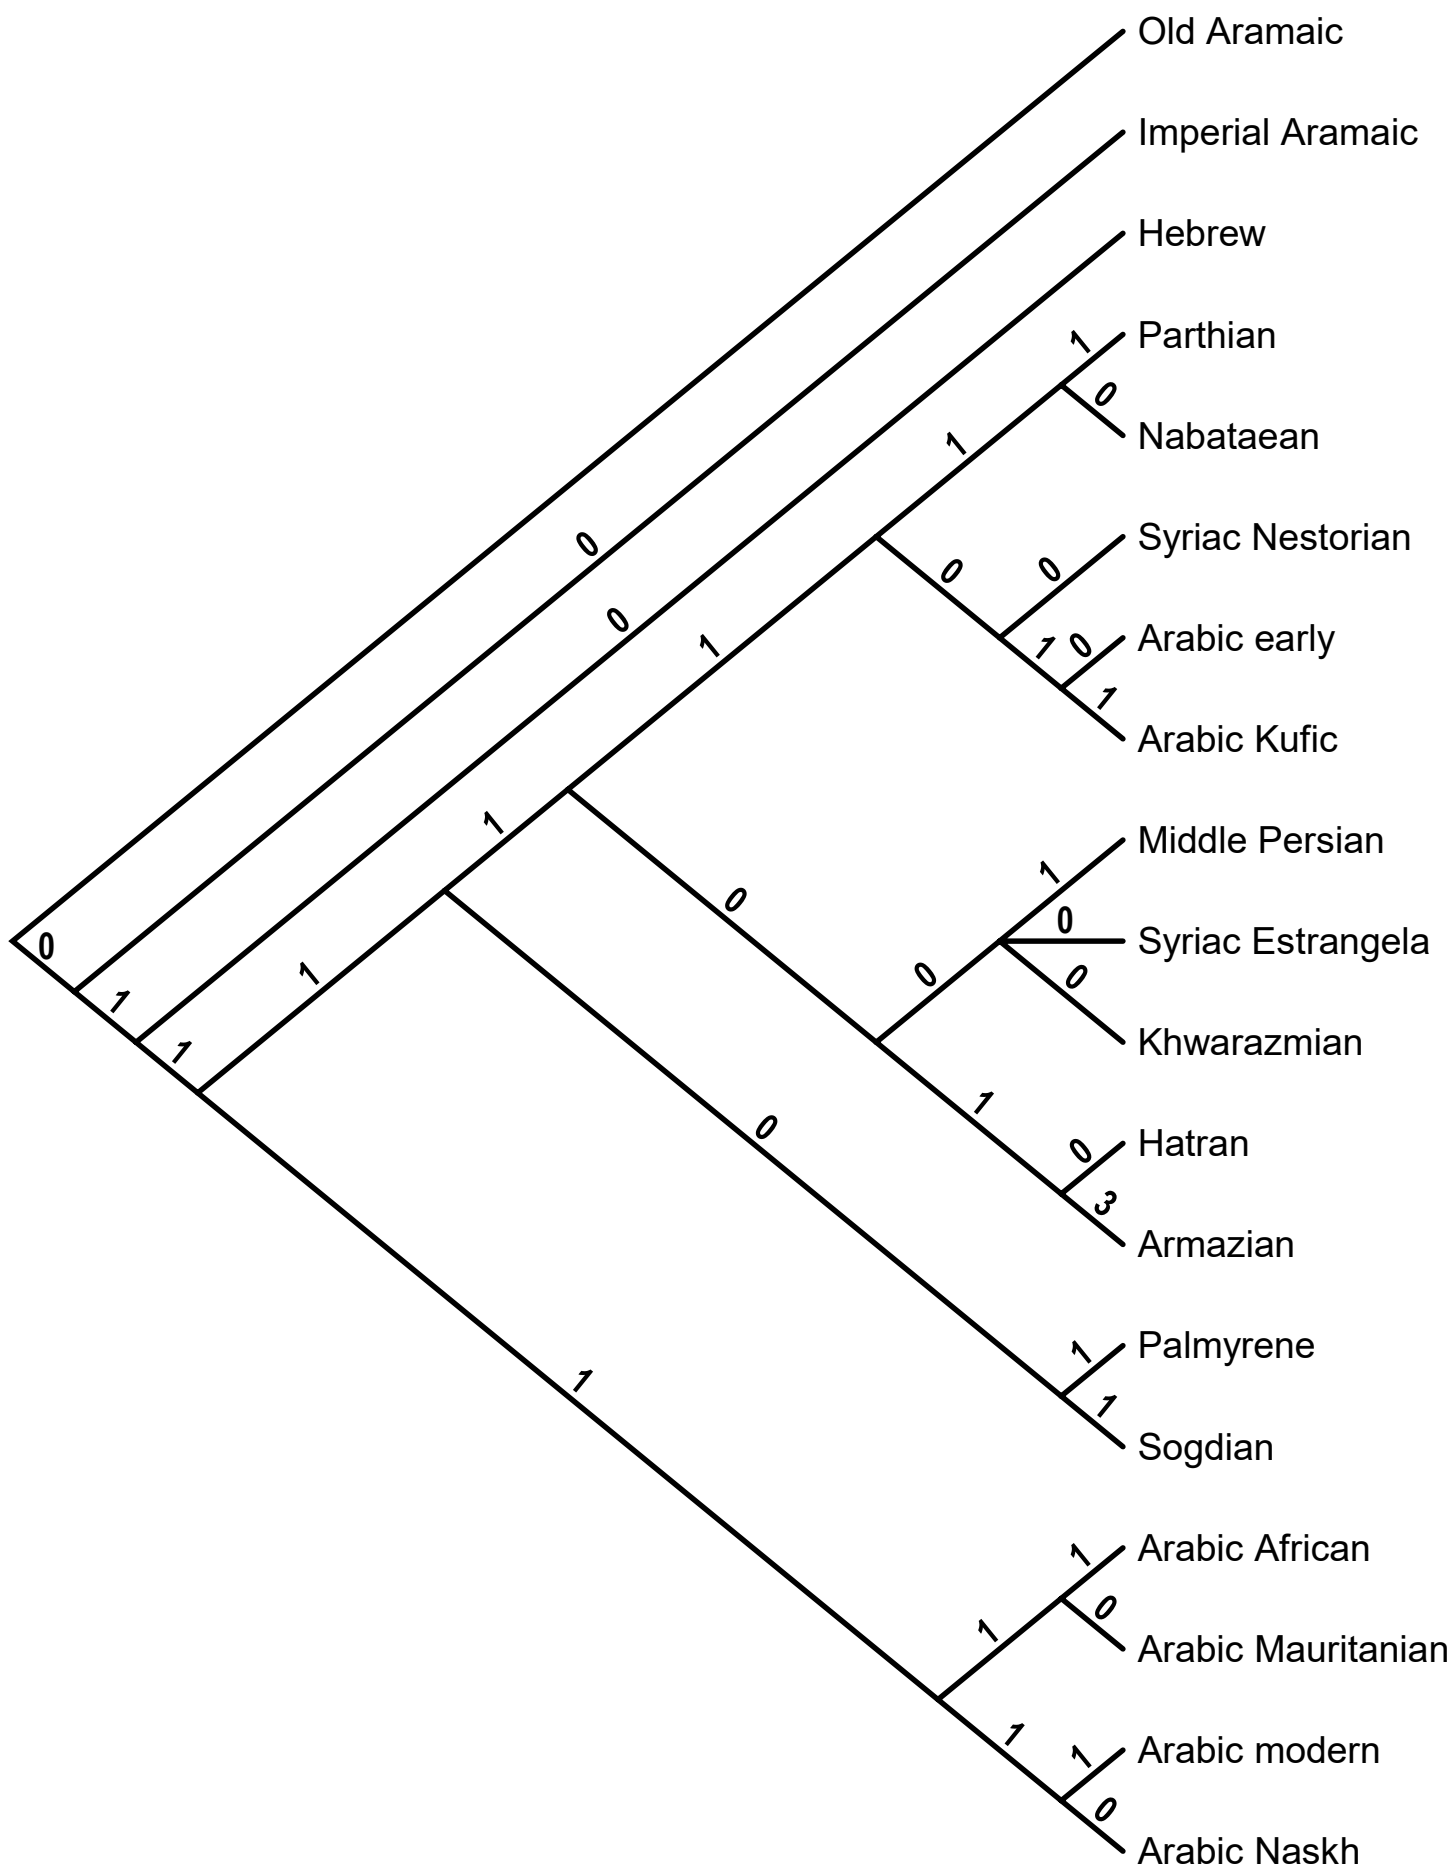 Old Aramaic
Imperial Aramaic
Hebrew
1 Parthian
0 Nabataean
1
0
0 Syriac Nestorian
1
0 Arabic early
1 Arabic Kufic
0
0
1
1
1 Middle Persian
0 Syriac Estrangela
0 Khwarazmian
0
0
1
0 Hatran
3 Armazian
0
1
1
1
0
1 Palmyrene
1 Sogdian
1
1 Arabic African
0 Arabic Mauritanian
1
1
1 Arabic modern
0 Arabic Naskh